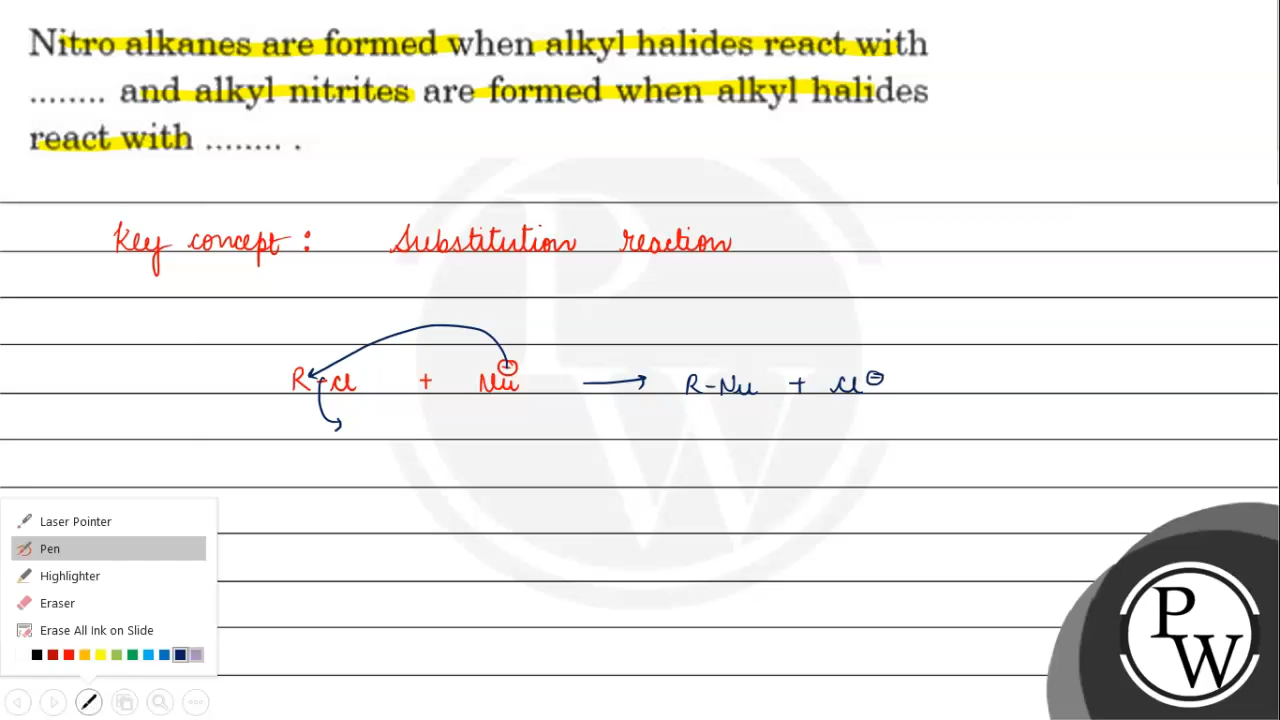 Nitro alkanes are formed when alkyl halides react with
........ and alkyl nitrites are formed when alkyl halides
react with ........ .
Key concept : Substitution reaction
R-Cl + Nu⊖ ⟶ R-Nu + Cl⊖
Laser Pointer
Pen
Highlighter
Eraser
Erase All Ink on Slide
P
W
P
W